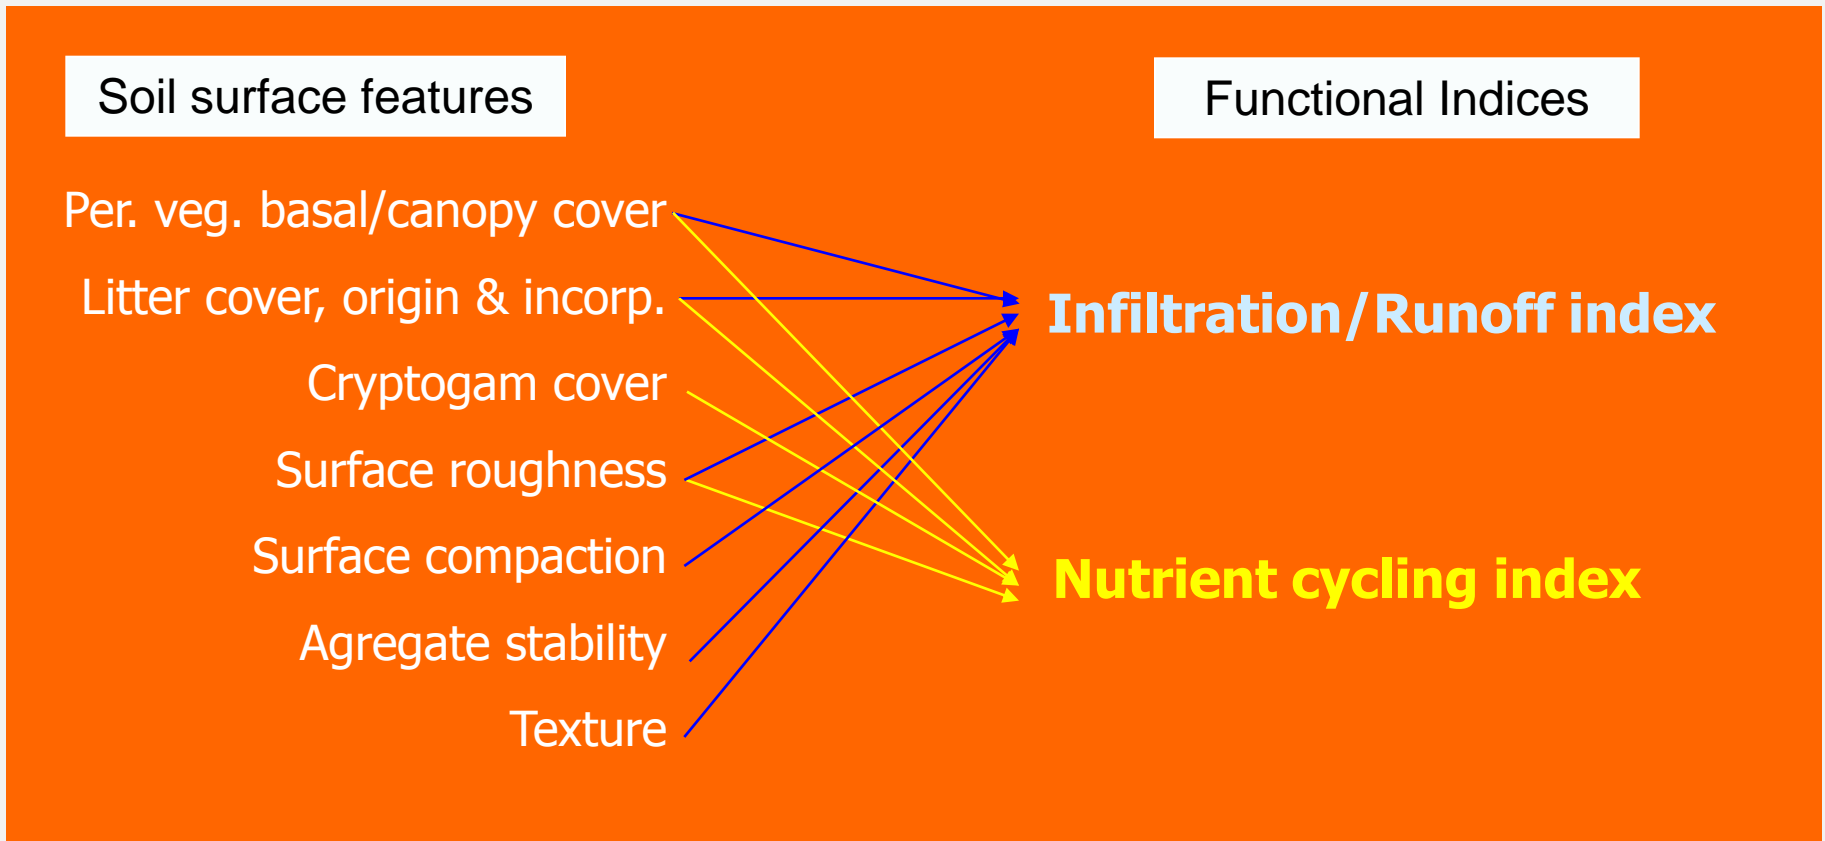 Soil surface features
Functional Indices
Per. veg. basal/canopy cover
Litter cover, origin & incorp.
Infiltration/Runoff index
Cryptogam cover
Surface roughness
Surface compaction
Nutrient cycling index
Agregate stability
Texture